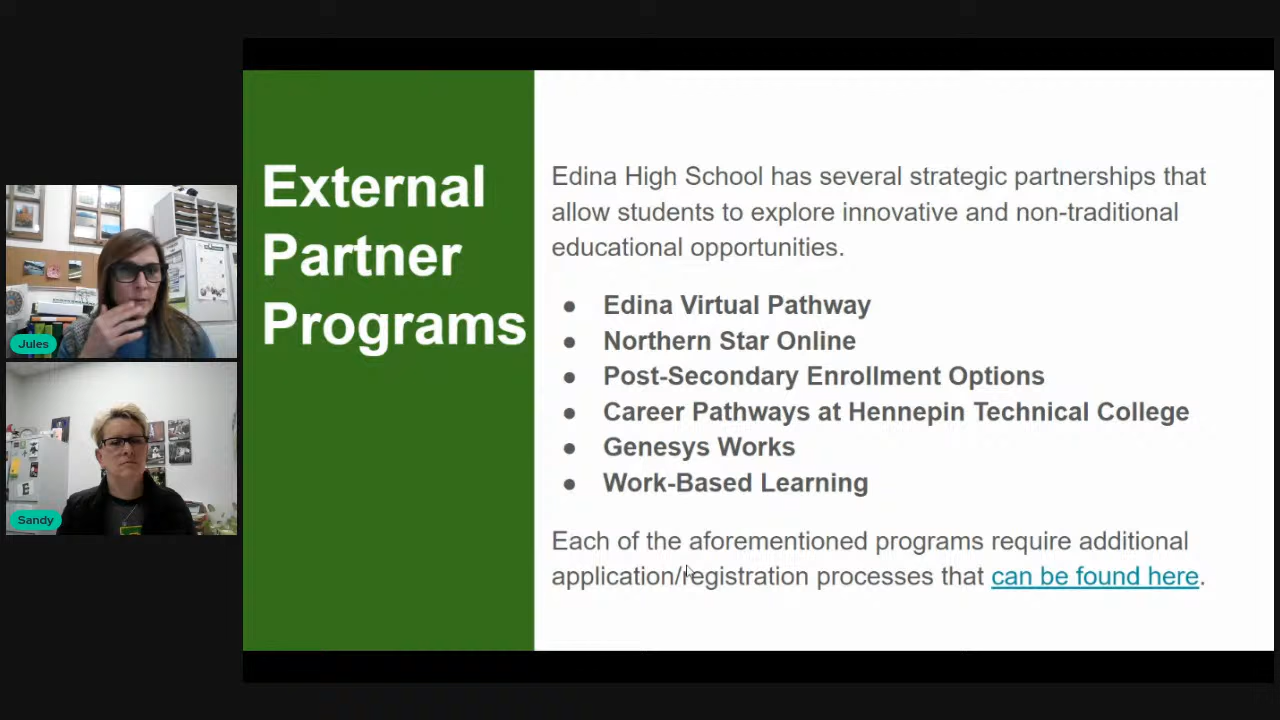 External
Partner
Programs
Edina High School has several strategic partnerships that
allow students to explore innovative and non-traditional
educational opportunities.
● Edina Virtual Pathway
● Northern Star Online
● Post-Secondary Enrollment Options
● Career Pathways at Hennepin Technical College
● Genesys Works
● Work-Based Learning
Each of the aforementioned programs require additional
application/registration processes that can be found here.
Jules
Sandy